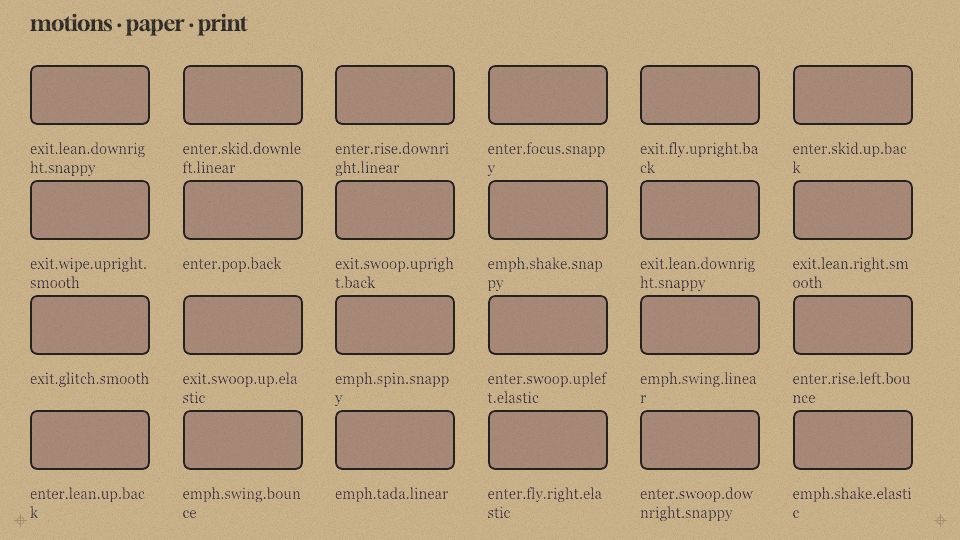 motions · paper · print
exit.lean.downrig
ht.snappy
enter.skid.downle
ft.linear
enter.rise.downri
ght.linear
enter.focus.snapp
y
exit.fly.upright.ba
ck
enter.skid.up.bac
k
exit.wipe.upright.
smooth
enter.pop.back
exit.swoop.uprigh
t.back
emph.shake.snap
py
exit.lean.downrig
ht.snappy
exit.lean.right.sm
ooth
exit.glitch.smooth
exit.swoop.up.ela
stic
emph.spin.snapp
y
enter.swoop.uplef
t.elastic
emph.swing.linea
r
enter.rise.left.bou
nce
enter.lean.up.bac
k
emph.swing.boun
ce
emph.tada.linear
enter.fly.right.ela
stic
enter.swoop.dow
nright.snappy
emph.shake.elasti
c